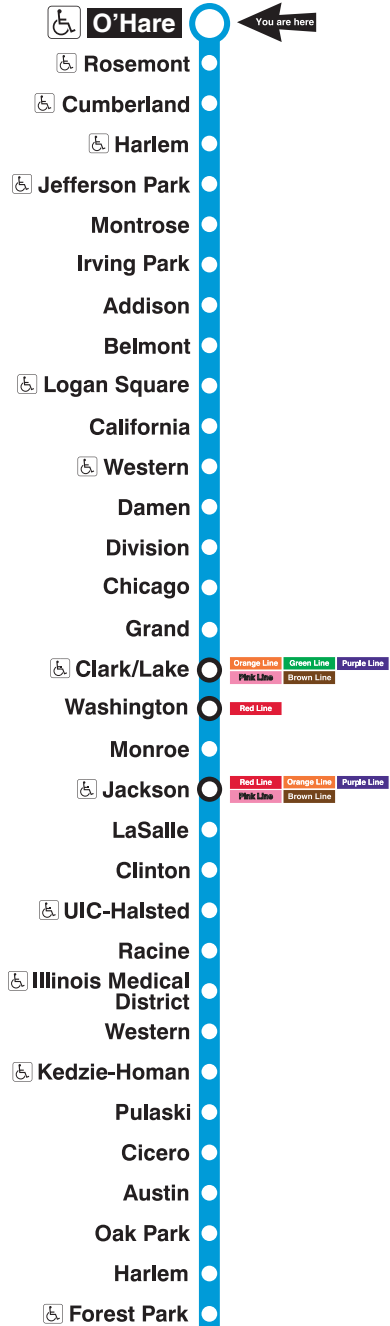 O'Hare
You are here
Rosemont
Cumberland
Harlem
Jefferson Park
Montrose
Irving Park
Addison
Belmont
Logan Square
California
Western
Damen
Division
Chicago
Grand
Clark/Lake
Orange Line Green Line Purple Line
Pink Line Brown Line
Washington
Red Line
Monroe
Jackson
Red Line Orange Line Purple Line
Pink Line Brown Line
LaSalle
Clinton
UIC-Halsted
Racine
Illinois Medical
District
Western
Kedzie-Homan
Pulaski
Cicero
Austin
Oak Park
Harlem
Forest Park